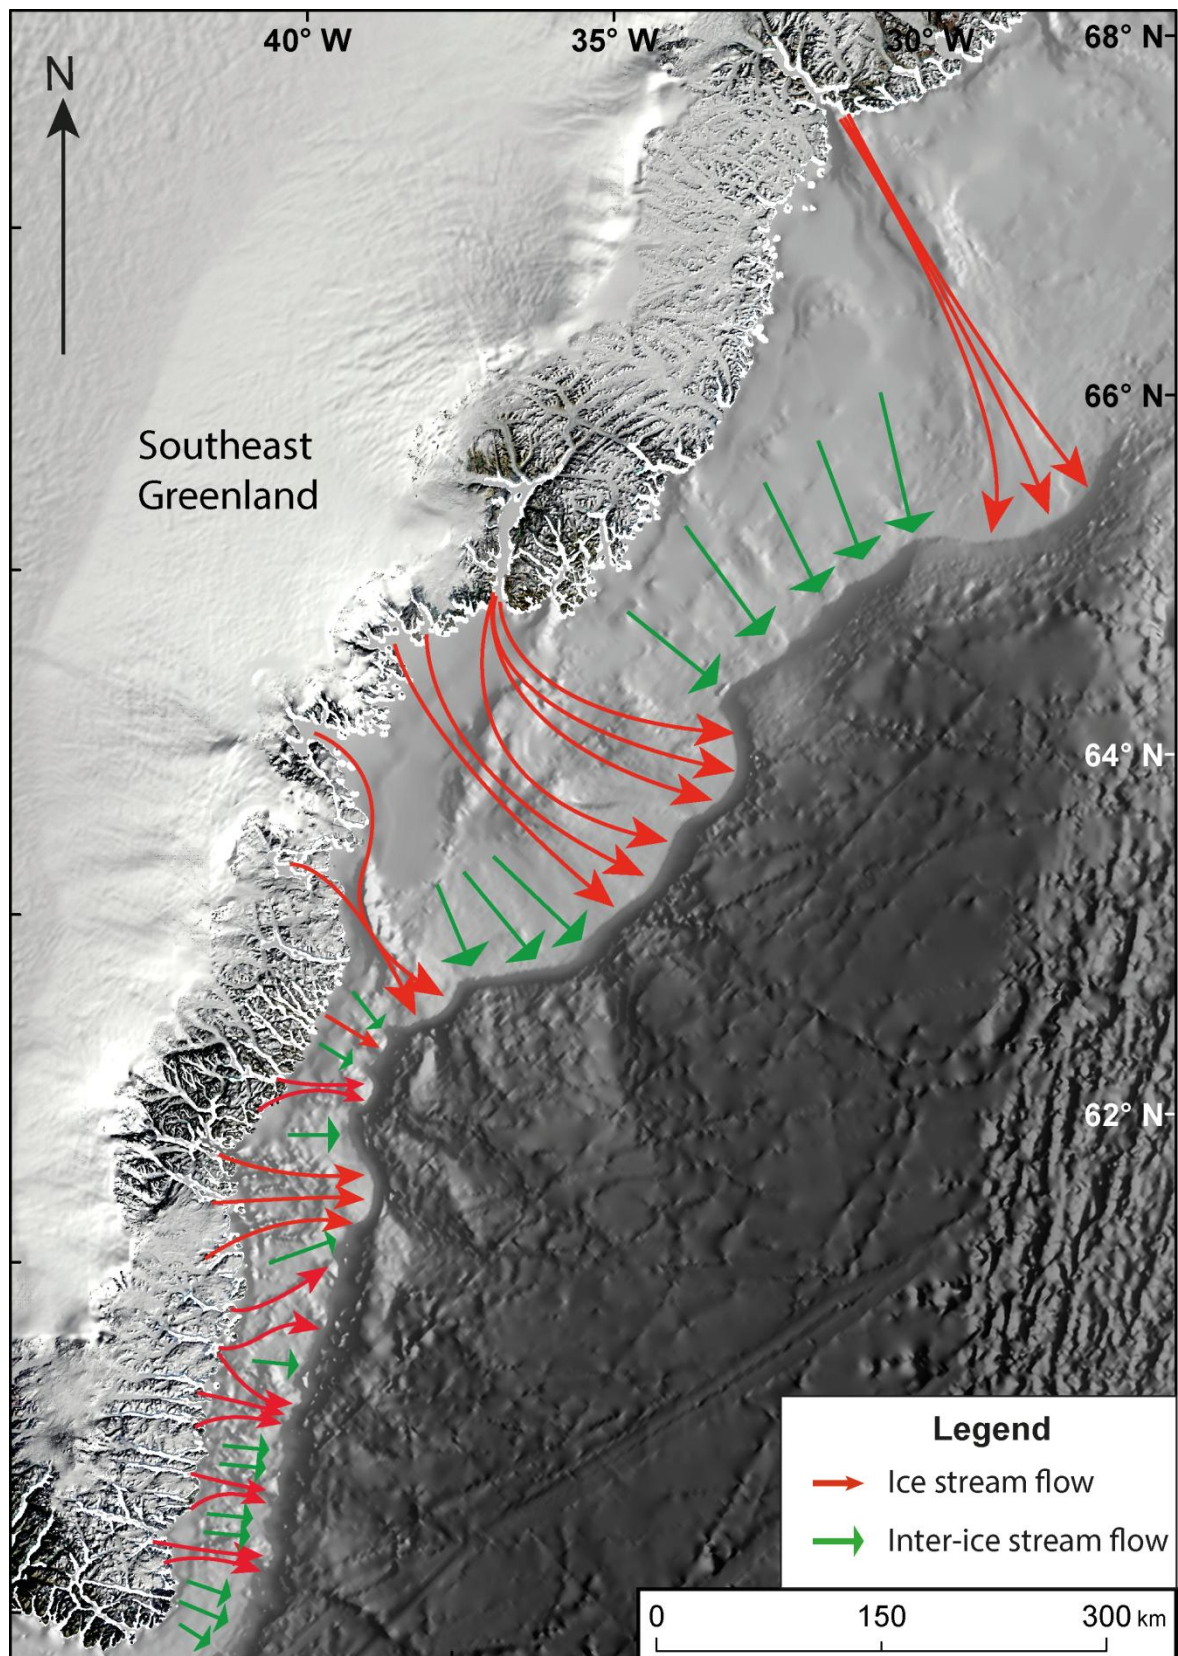 40° W
35° W
30° W
68° N
N
66° N
Southeast
Greenland
64° N
62° N
Legend
Ice stream flow
Inter-ice stream flow
0
150
300 km